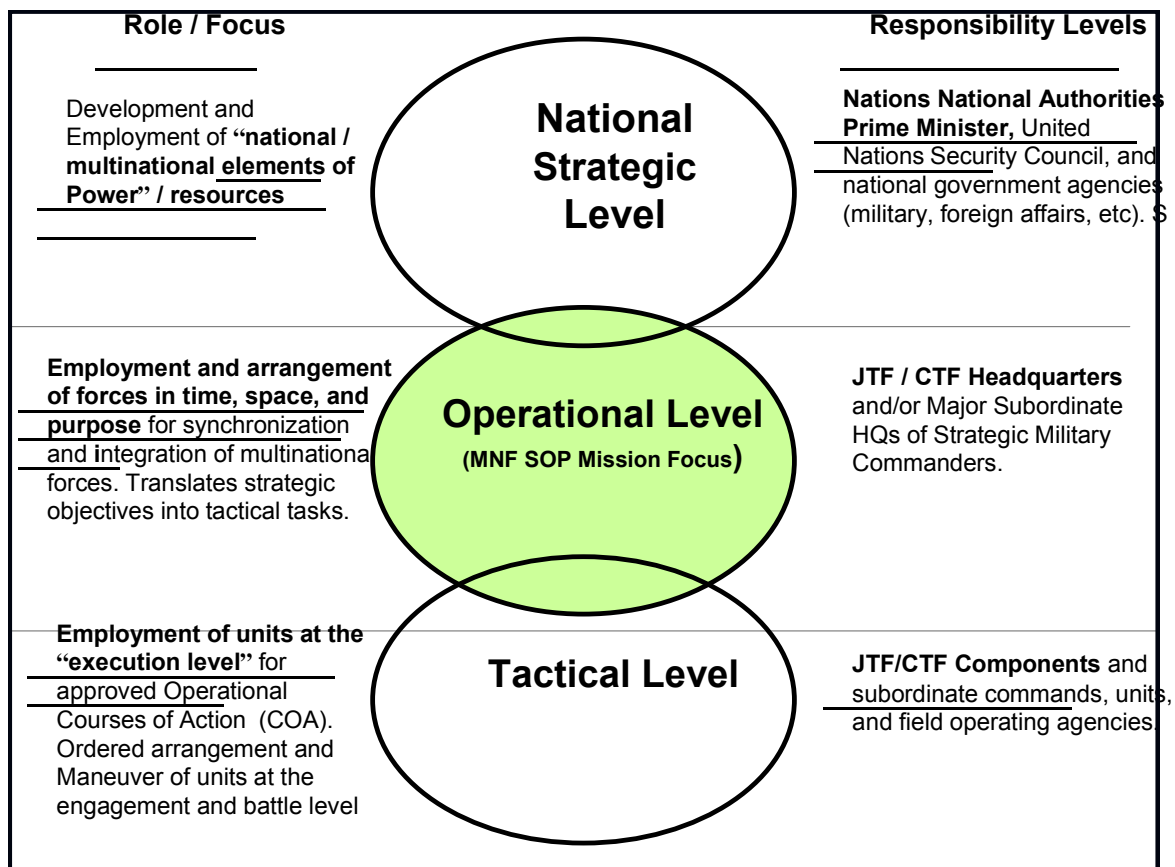 Role / Focus
Responsibility Levels
Development and
Employment of “national /
multinational elements of
Power” / resources
National
Strategic
Level
Nations National Authorities
Prime Minister, United
Nations Security Council, and
national government agencies
(military, foreign affairs, etc). S
Employment and arrangement
of forces in time, space, and
purpose for synchronization
and integration of multinationa
forces. Translates strategic
objectives into tactical tasks.
Operational Level
(MNF SOP Mission Focus)
JTF / CTF Headquarters
and/or Major Subordinate
HQs of Strategic Military
Commanders.
Employment of units at the
“execution level” for
approved Operational
Courses of Action (COA).
Ordered arrangement and
Maneuver of units at the
engagement and battle level
Tactical Level
JTF/CTF Components and
subordinate commands, units,
and field operating agencies.